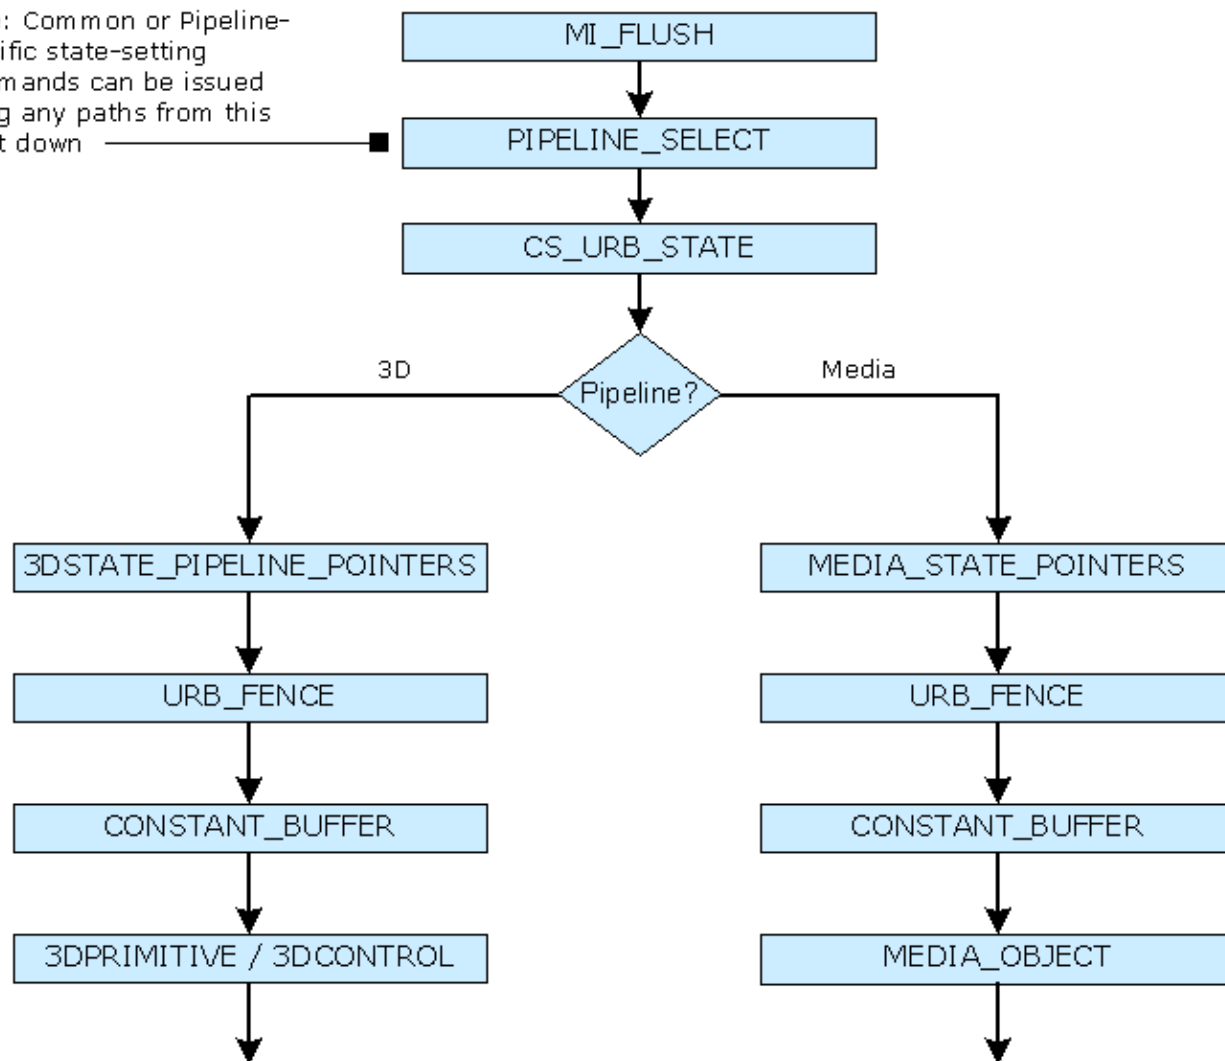 : Common or Pipeline-
ific state-setting
mands can be issued
g any paths from this
t down
MI_FLUSH
PIPELINE_SELECT
CS_URB_STATE
Pipeline?
3D
Media
3DSTATE_PIPELINE_POINTERS
MEDIA_STATE_POINTERS
URB_FENCE
URB_FENCE
CONSTANT_BUFFER
CONSTANT_BUFFER
3DPRIMITIVE / 3DCONTROL
MEDIA_OBJECT